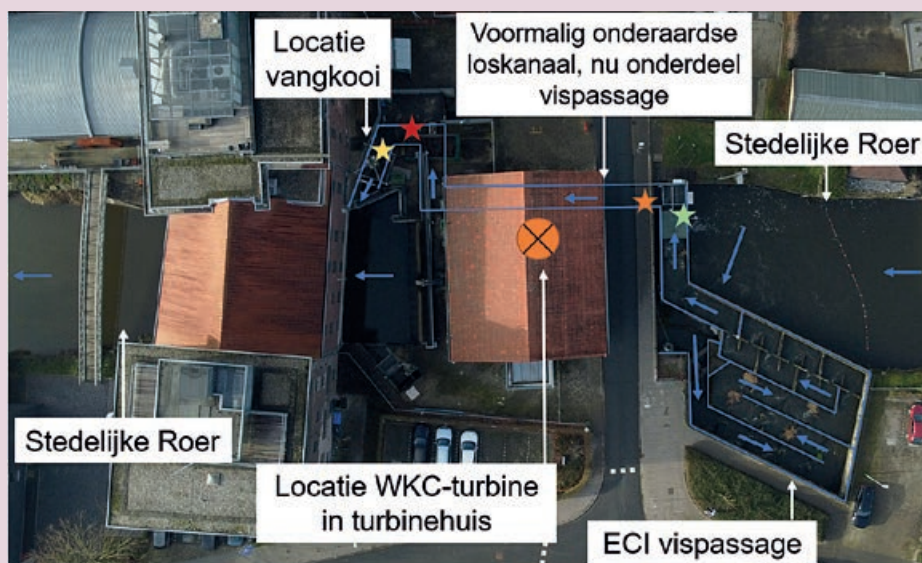 Locatie
vangkooi
Voormalig onderaardse
loskanaal, nu onderdeel
vispassage
Stedelijke Roer
Stedelijke Roer
Locatie WKC-turbine
in turbinehuis
ECI vispassage